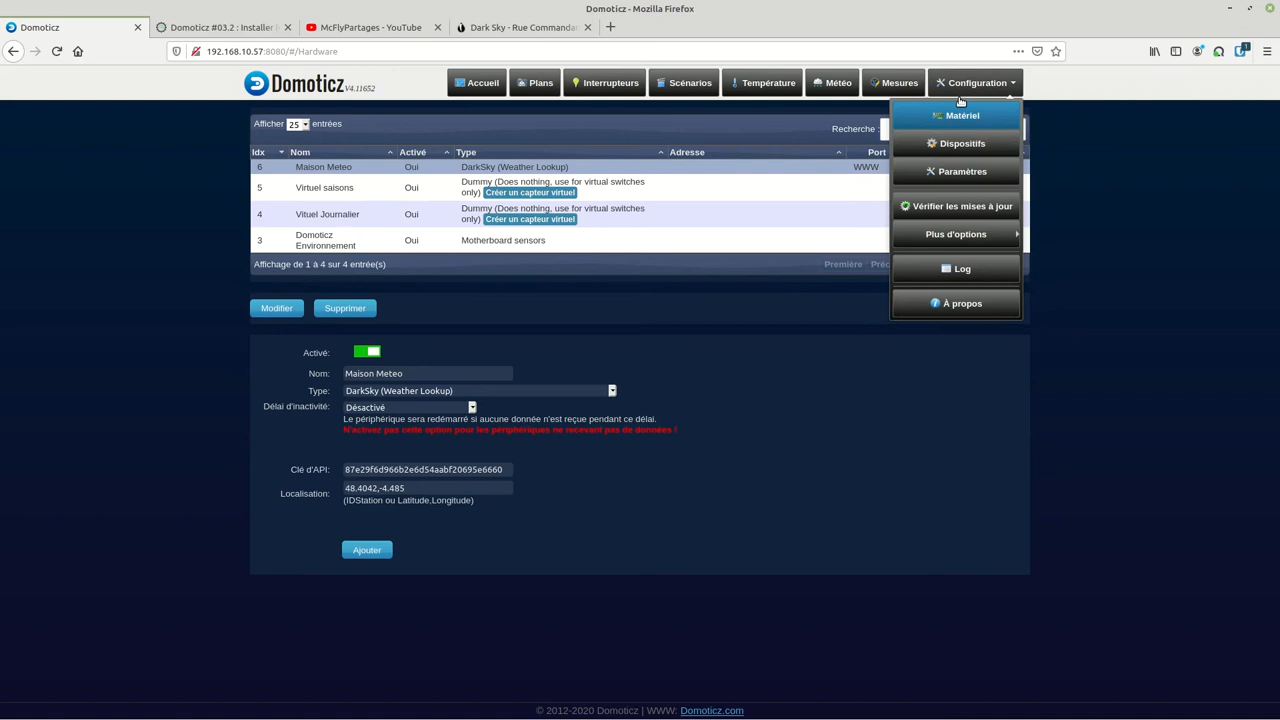 Domoticz - Mozilla Firefox
Domoticz
Domoticz #03.2 : Installer
McFlyPartages - YouTube
Dark Sky - Rue Commanda
192.168.10.57:8080/#/Hardware
1
Domoticz V4.11652
Accueil
Plans
Interrupteurs
Scénarios
Température
Météo
Mesures
Configuration
Matériel
Dispositifs
Paramètres
Vérifier les mises à jour
Plus d'options
Log
À propos
Afficher 25 entrées
Recherche :
Idx Nom Activé Type Adresse Port
6 Maison Meteo Oui DarkSky (Weather Lookup) WWW
5 Virtuel saisons Oui Dummy (Does nothing, use for virtual switches
only) Créer un capteur virtuel
4 Vituel Journalier Oui Dummy (Does nothing, use for virtual switches
only) Créer un capteur virtuel
3 Domoticz
Environnement Oui Motherboard sensors
Affichage de 1 à 4 sur 4 entrée(s)
Première Préc
Modifier
Supprimer
Activé:
Nom: Maison Meteo
Type: DarkSky (Weather Lookup)
Délai d'inactivité: Désactivé
Le périphérique sera redémarré si aucune donnée n'est reçue pendant ce délai.
N'activez pas cette option pour les périphériques ne recevant pas de données !
Clé d'API: 87e29f6d966b2e6d54aabf20695e6660
Localisation: 48.4042,-4.485
(IDStation ou Latitude,Longitude)
Ajouter
© 2012-2020 Domoticz | WWW: Domoticz.com